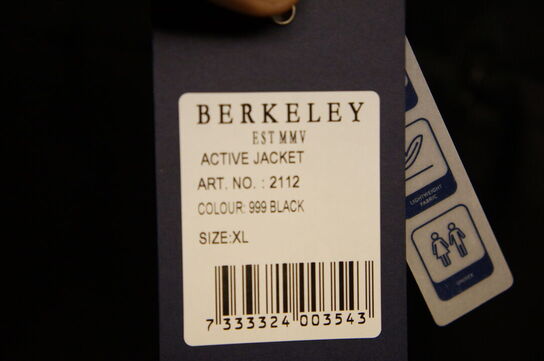 BERKELEY
EST MMV
ACTIVE JACKET
ART. NO. : 2112
COLOUR: 999 BLACK
SIZE:XL
7 333324 003543
LIGHTWEIGHT
FABRIC
UNISEX